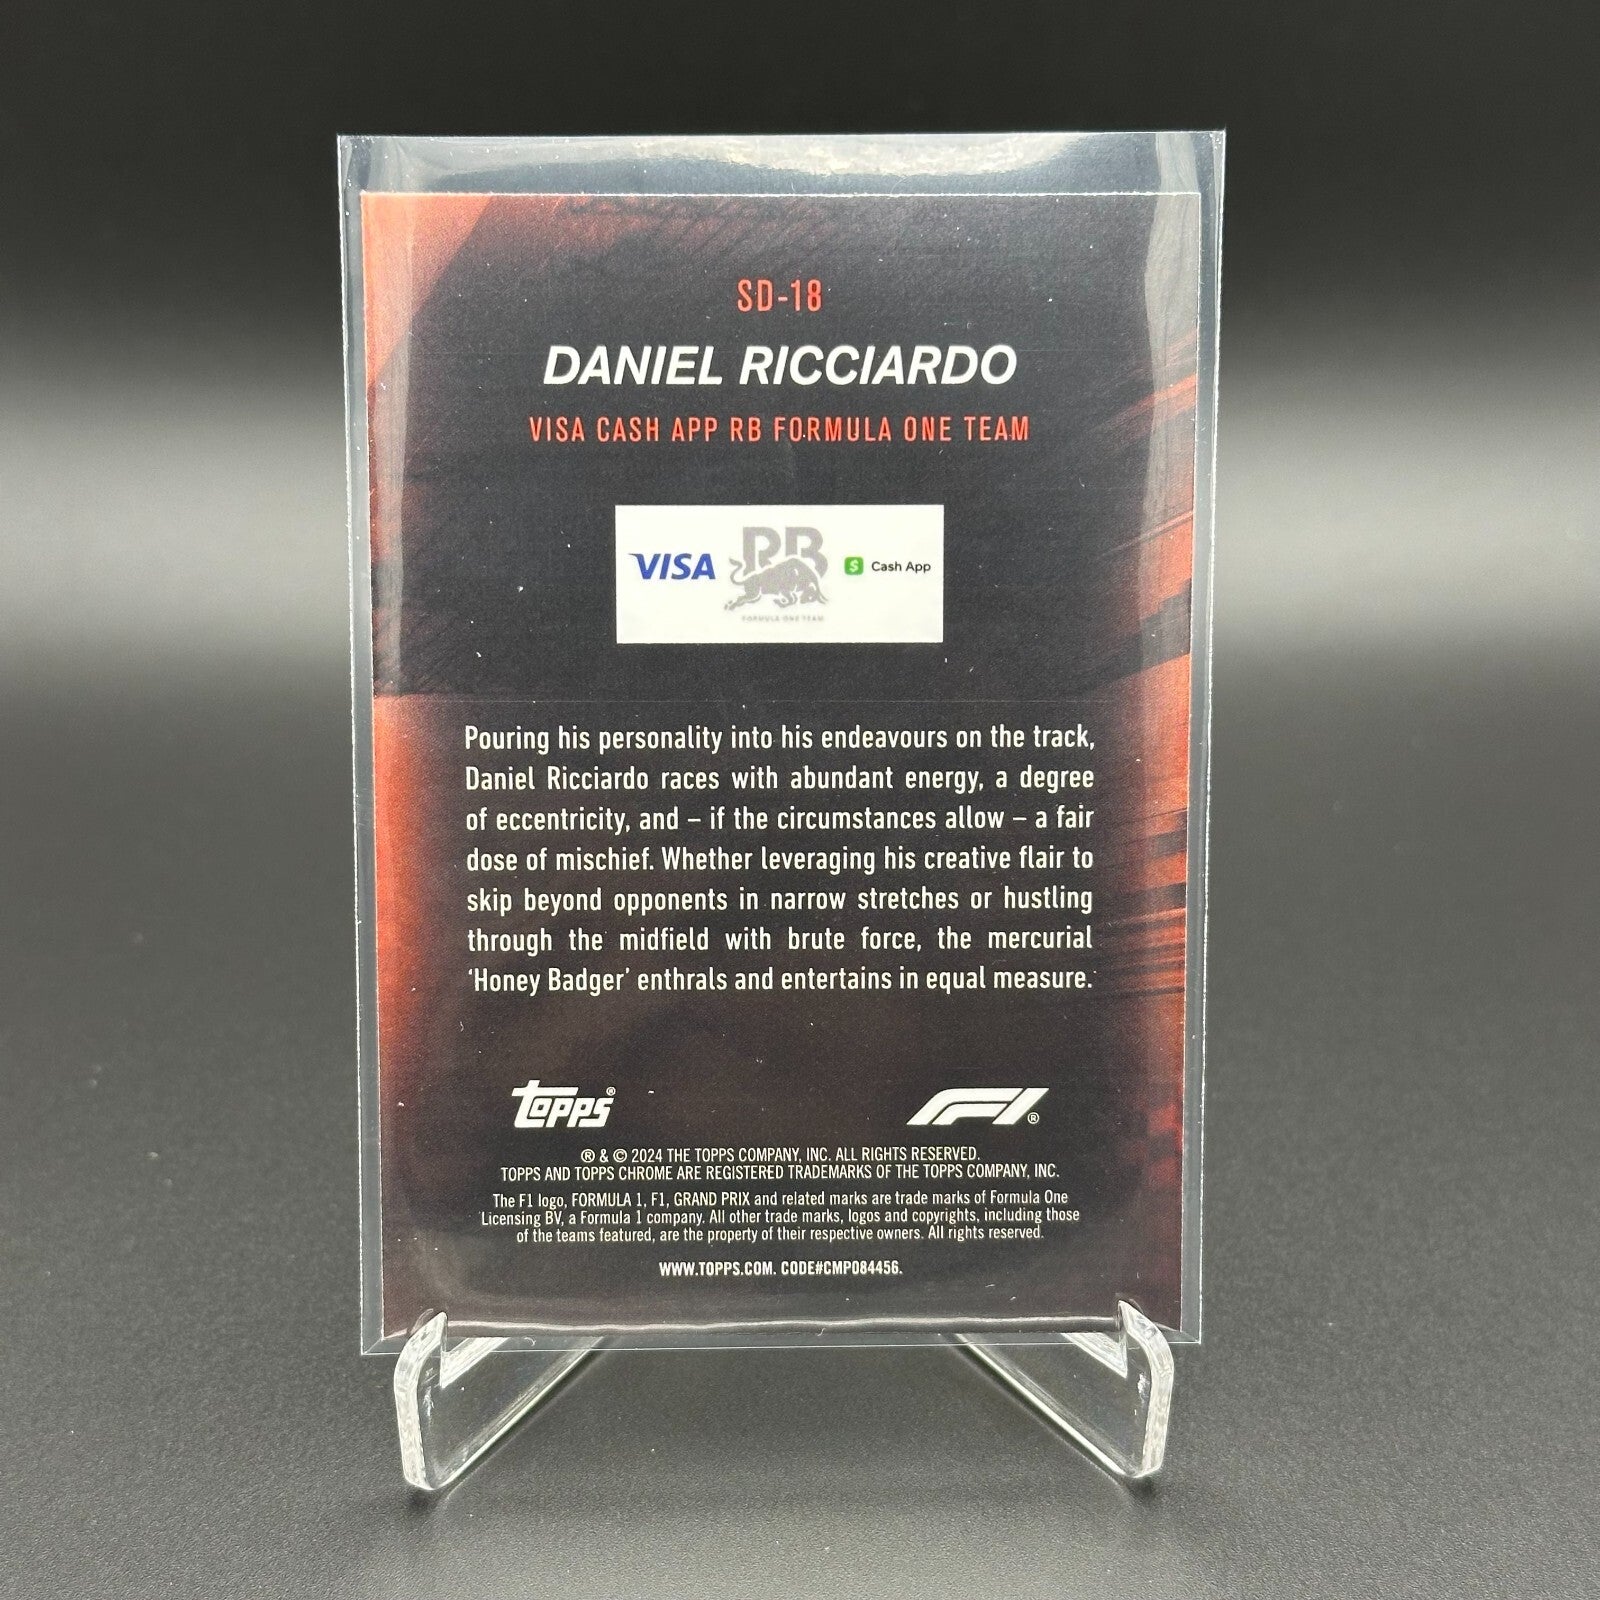 SD-18
DANIEL RICCIARDO
VISA CASH APP RB FORMULA ONE TEAM
VISA RB Cash App
FORMULA ONE TEAM
Pouring his personality into his endeavours on the track,
Daniel Ricciardo races with abundant energy, a degree
of eccentricity, and – if the circumstances allow – a fair
dose of mischief. Whether leveraging his creative flair to
skip beyond opponents in narrow stretches or hustling
through the midfield with brute force, the mercurial
‘Honey Badger’ enthrals and entertains in equal measure.
Topps® F1®
® & © 2024 THE TOPPS COMPANY, INC. ALL RIGHTS RESERVED.
TOPPS AND TOPPS CHROME ARE REGISTERED TRADEMARKS OF THE TOPPS COMPANY, INC.
The F1 logo, FORMULA 1, F1, GRAND PRIX and related marks are trade marks of Formula One
Licensing BV, a Formula 1 company. All other trade marks, logos and copyrights, including those
of the teams featured, are the property of their respective owners. All rights reserved.
WWW.TOPPS.COM. CODE#CMP084456.